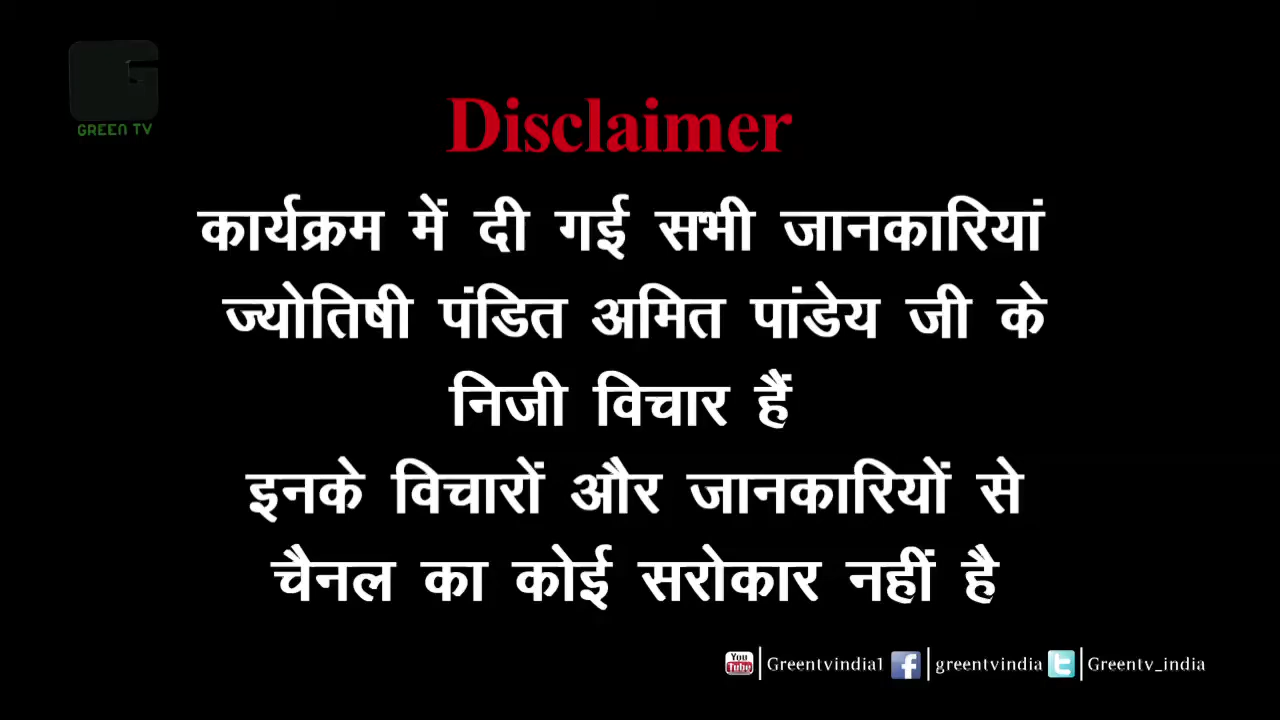 GREEN TV
Disclaimer
कार्यक्रम में दी गई सभी जानकारियां
ज्योतिषी पंडित अमित पांडेय जी के
निजी विचार हैं
इनके विचारों और जानकारियों से
चैनल का कोई सरोकार नहीं है
You Tube Greentvindia1 f greentvindia t Greentv_india